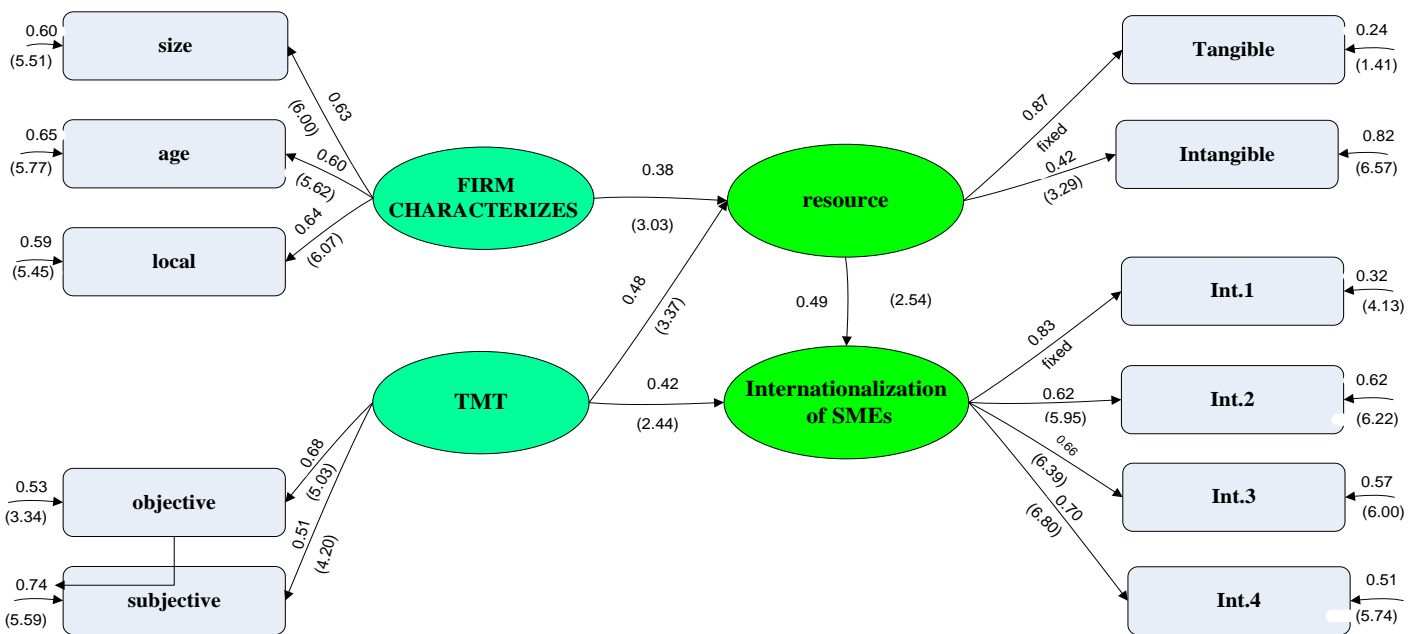 0.60
(5.51)
size
0.63
(6.00)
0.65
(5.77)
age
0.60
(5.62)
0.59
(5.45)
local
0.64
(6.07)
FIRM
CHARACTERIZES
0.38
(3.03)
resource
0.87
fixed
Tangible
0.24
(1.41)
0.42
(3.29)
Intangible
0.82
(6.57)
0.48
(3.37)
0.49
(2.54)
TMT
0.42
(2.44)
Internationalization
of SMEs
0.83
fixed
Int.1
0.32
(4.13)
0.62
(5.95)
Int.2
0.62
(6.22)
0.66
(6.39)
Int.3
0.57
(6.00)
0.70
(6.80)
Int.4
0.51
(5.74)
0.68
(5.03)
0.53
(3.34)
objective
0.51
(4.20)
0.74
(5.59)
subjective